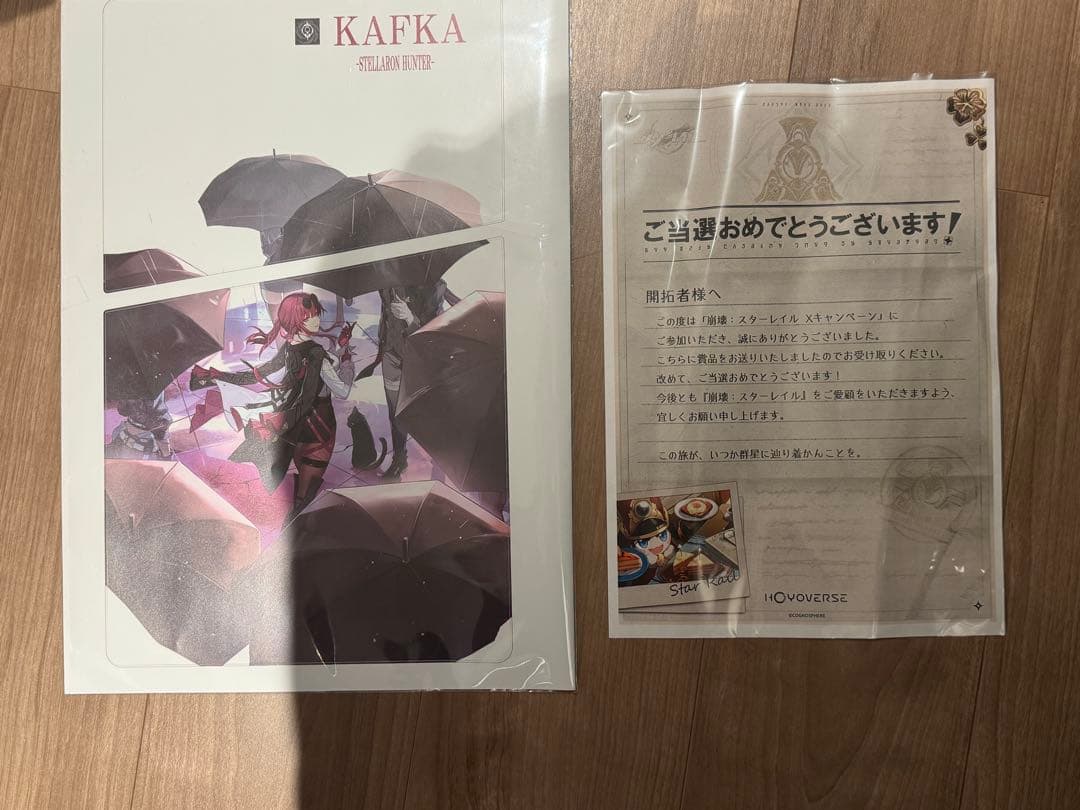 KAFKA
-STELLARON HUNTER-
ご当選おめでとうございます!
開拓者様へ
この度は「崩壊：スターレイル Xキャンペーン」に
ご参加いただき、誠にありがとうございました。
こちらに賞品をお送りいたしましたのでお受け取りください。
改めて、ご当選おめでとうございます！
今後とも『崩壊：スターレイル』をご愛顧をいただきますよう、
宜しくお願い申し上げます。
この旅が、いつか群星に辿り着かんことを。
Star Rail
HOYOVERSE
©COGNOSPHERE